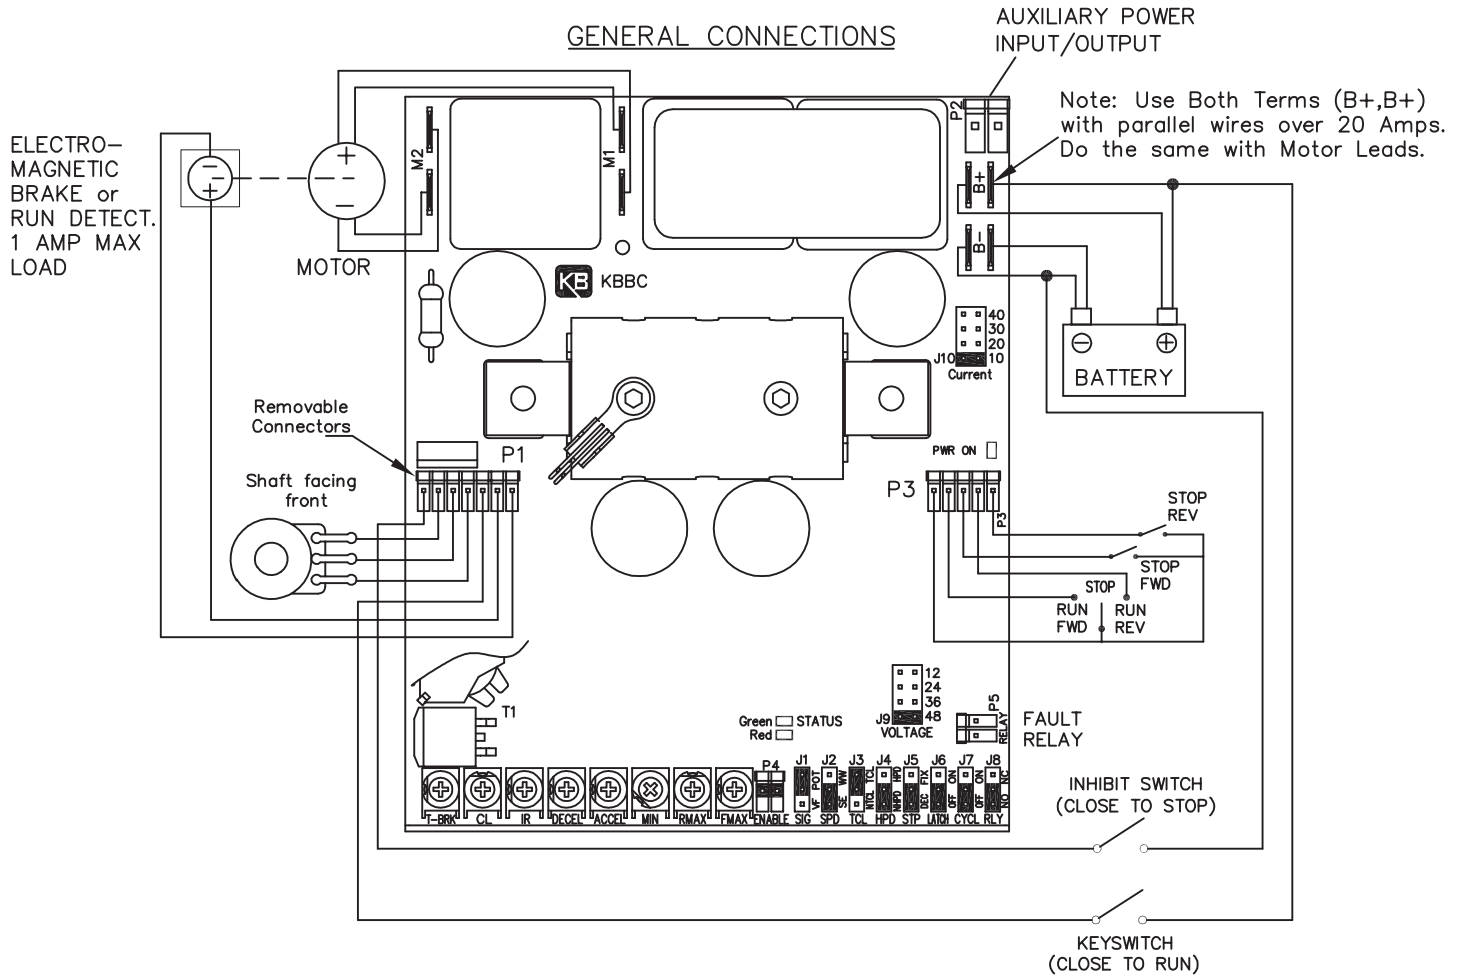 GENERAL CONNECTIONS
AUXILIARY POWER
INPUT/OUTPUT
Note: Use Both Terms (B+,B+)
with parallel wires over 20 Amps.
Do the same with Motor Leads.
ELECTRO-
MAGNETIC
BRAKE or
RUN DETECT.
1 AMP MAX
LOAD
−
+
+
−
MOTOR
M2
M1
P2
B+
B−
KB KBBC
40
30
20
J10 10
Current
− +
BATTERY
Removable
Connectors
P1
PWR ON
Shaft facing
front
P3
P3
STOP
REV
STOP
FWD
STOP
RUN
FWD
RUN
REV
T1
12
24
36
J9 48
VOLTAGE
Green STATUS
Red
P5
RELAY
FAULT
RELAY
P4
J1 J2 J3 J4 J5 J6 J7 J8
POT WW TCL HPD FIX ON ON NC
VF SE NTCL NHPD DEC OFF OFF NO
T-BRK CL IR DECEL ACCEL MIN RMAX FMAX ENABLE SIG SPD TCL HPD STP LATCH CYCL RLY
INHIBIT SWITCH
(CLOSE TO STOP)
KEYSWITCH
(CLOSE TO RUN)